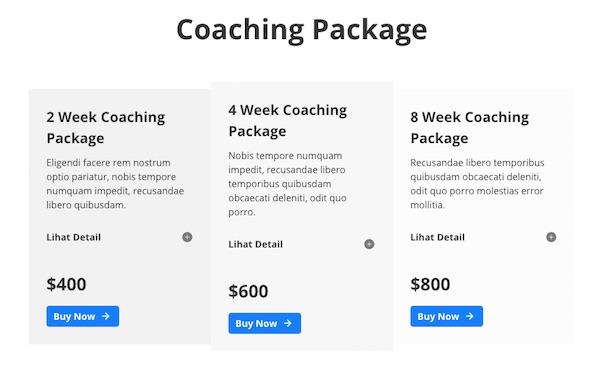 Coaching Package
2 Week Coaching
Package
Eligendi facere rem nostrum
optio pariatur, nobis tempore
numquam impedit, recusandae
libero quibusdam.
Lihat Detail
$400
Buy Now
4 Week Coaching
Package
Nobis tempore numquam
impedit, recusandae libero
temporibus quibusdam
obcaecati deleniti, odit quo
porro.
Lihat Detail
$600
Buy Now
8 Week Coaching
Package
Recusandae libero temporibus
quibusdam obcaecati deleniti,
odit quo porro molestias error
mollitia.
Lihat Detail
$800
Buy Now